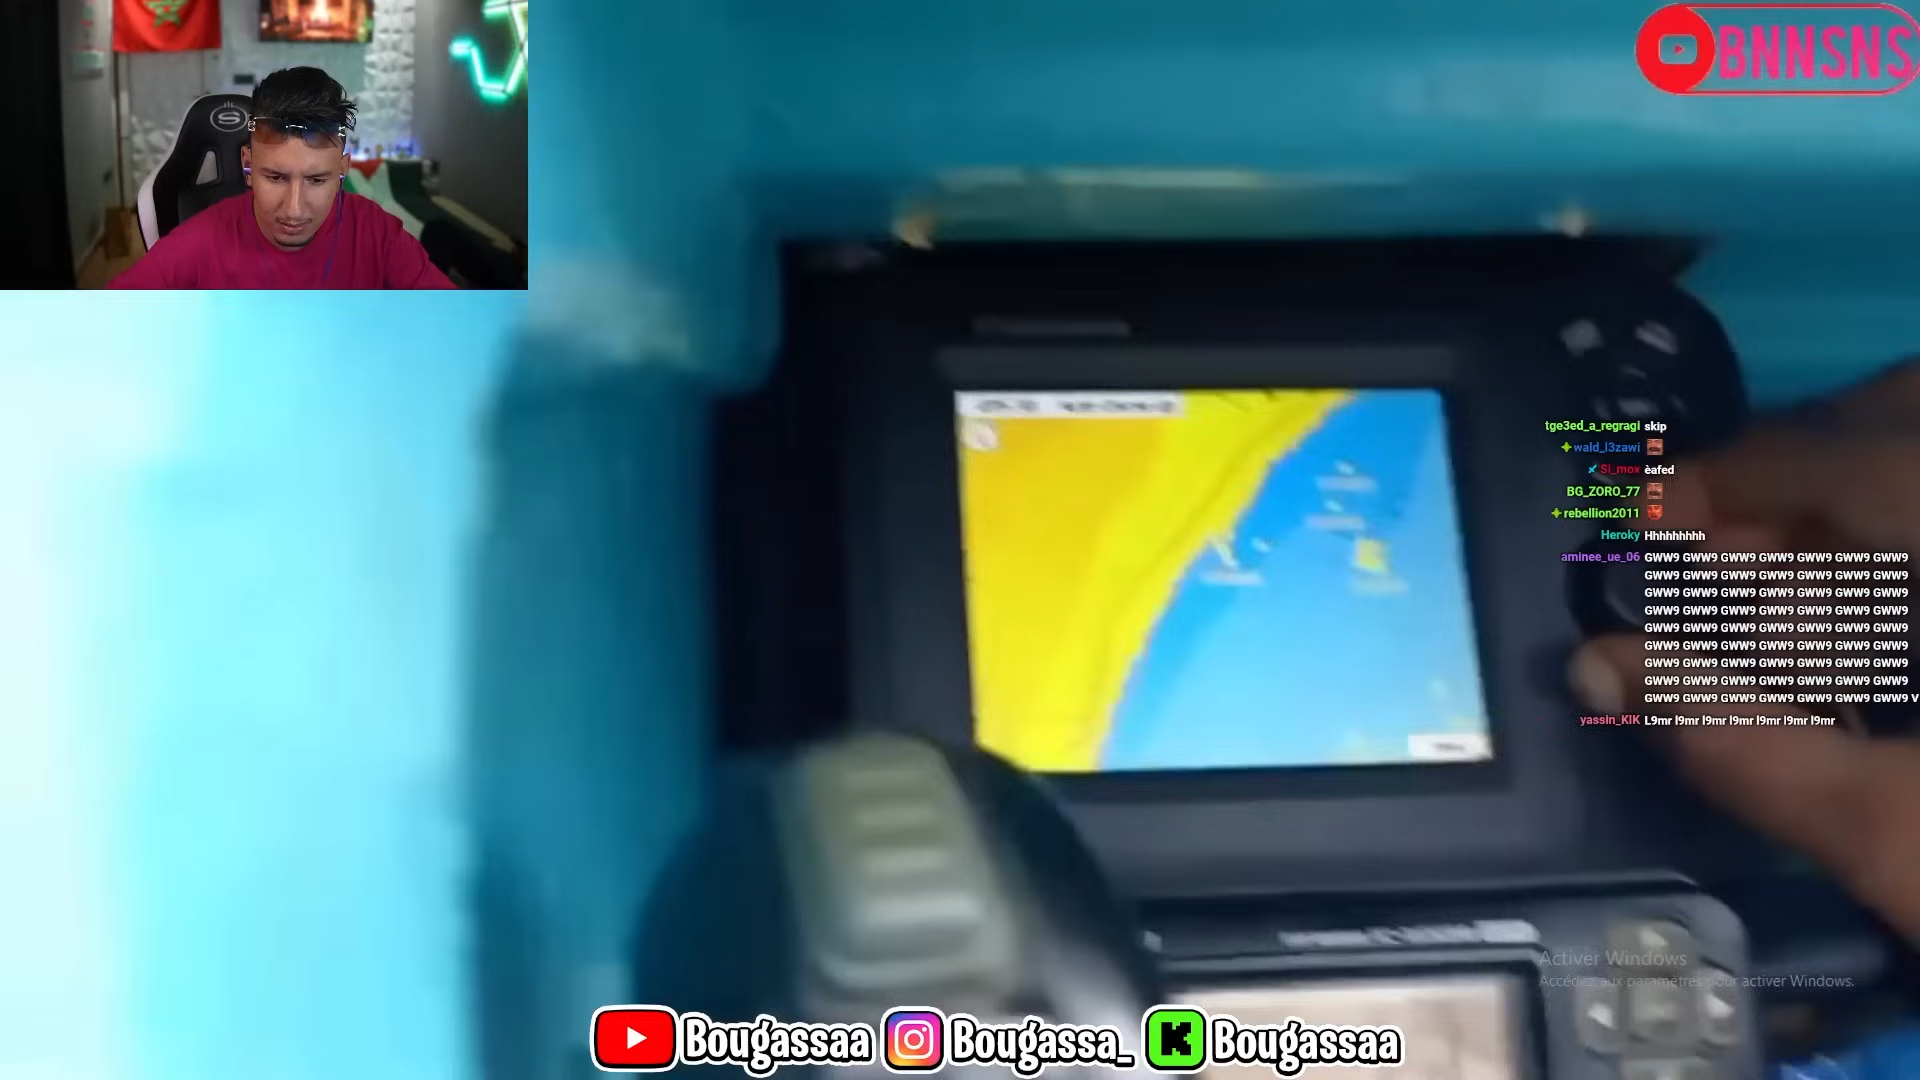 BNNSNS
tge3ed_a_regragi skip
wald_l3zawi
Si_mox èafed
BG_ZORO_77
rebellion2011
Heroky Hhhhhhhhh
aminee_ue_06 GWW9 GWW9 GWW9 GWW9 GWW9 GWW9 GWW9
GWW9 GWW9 GWW9 GWW9 GWW9 GWW9 GWW9
GWW9 GWW9 GWW9 GWW9 GWW9 GWW9 GWW9
GWW9 GWW9 GWW9 GWW9 GWW9 GWW9 GWW9
GWW9 GWW9 GWW9 GWW9 GWW9 GWW9 GWW9
GWW9 GWW9 GWW9 GWW9 GWW9 GWW9 GWW9
GWW9 GWW9 GWW9 GWW9 GWW9 GWW9 GWW9
GWW9 GWW9 GWW9 GWW9 GWW9 GWW9 GWW9
GWW9 GWW9 GWW9 GWW9 GWW9 GWW9 GWW9 V
yassin_KIK L9mr l9mr l9mr l9mr l9mr l9mr l9mr
Activer Windows
Accédez aux paramètres pour activer Windows.
Bougassaa Bougassa_ Bougassaa